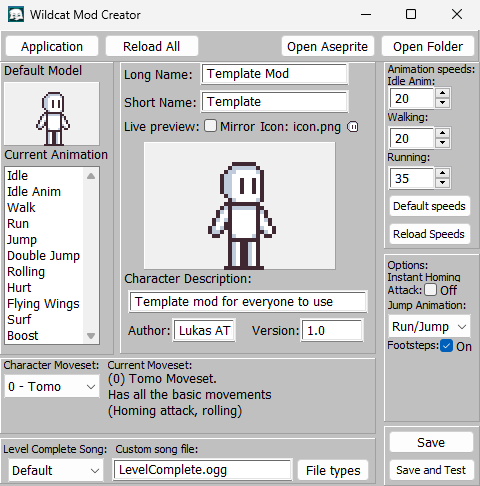 Wildcat Mod Creator
Application
Reload All
Open Aseprite
Open Folder
Default Model
Current Animation
Idle
Idle Anim
Walk
Run
Jump
Double Jump
Rolling
Hurt
Flying Wings
Surf
Boost
Long Name: Template Mod
Short Name: Template
Live preview: Mirror Icon: icon.png
Character Description:
Template mod for everyone to use
Author: Lukas AT Version: 1.0
Animation speeds:
Idle Anim:
20
Walking:
20
Running:
35
Default speeds
Reload Speeds
Options:
Instant Homing
Attack: Off
Jump Animation:
Run/Jump
Footsteps: On
Character Moveset:
0 - Tomo
Current Moveset:
(0) Tomo Moveset.
Has all the basic movements
(Homing attack, rolling)
Level Complete Song:
Default
Custom song file:
LevelComplete.ogg
File types
Save
Save and Test